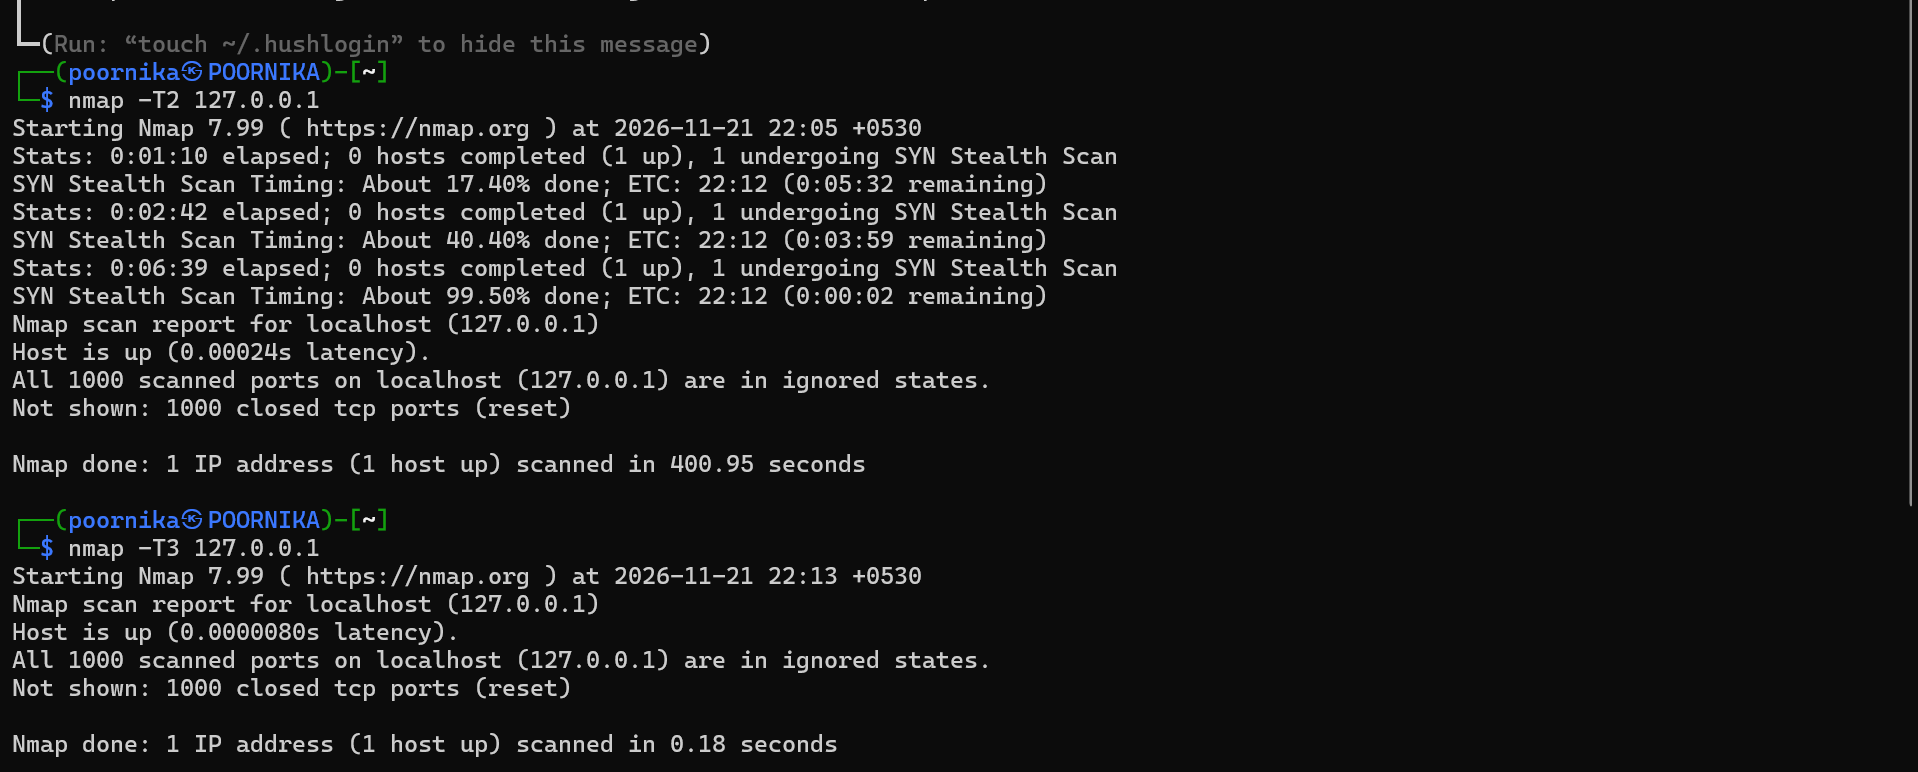 └─(Run: “touch ~/.hushlogin” to hide this message)
┌──(poornika㉿POORNIKA)-[~]
└─$ nmap -T2 127.0.0.1
Starting Nmap 7.99 ( https://nmap.org ) at 2026-11-21 22:05 +0530
Stats: 0:01:10 elapsed; 0 hosts completed (1 up), 1 undergoing SYN Stealth Scan
SYN Stealth Scan Timing: About 17.40% done; ETC: 22:12 (0:05:32 remaining)
Stats: 0:02:42 elapsed; 0 hosts completed (1 up), 1 undergoing SYN Stealth Scan
SYN Stealth Scan Timing: About 40.40% done; ETC: 22:12 (0:03:59 remaining)
Stats: 0:06:39 elapsed; 0 hosts completed (1 up), 1 undergoing SYN Stealth Scan
SYN Stealth Scan Timing: About 99.50% done; ETC: 22:12 (0:00:02 remaining)
Nmap scan report for localhost (127.0.0.1)
Host is up (0.00024s latency).
All 1000 scanned ports on localhost (127.0.0.1) are in ignored states.
Not shown: 1000 closed tcp ports (reset)

Nmap done: 1 IP address (1 host up) scanned in 400.95 seconds

┌──(poornika㉿POORNIKA)-[~]
└─$ nmap -T3 127.0.0.1
Starting Nmap 7.99 ( https://nmap.org ) at 2026-11-21 22:13 +0530
Nmap scan report for localhost (127.0.0.1)
Host is up (0.0000080s latency).
All 1000 scanned ports on localhost (127.0.0.1) are in ignored states.
Not shown: 1000 closed tcp ports (reset)

Nmap done: 1 IP address (1 host up) scanned in 0.18 seconds